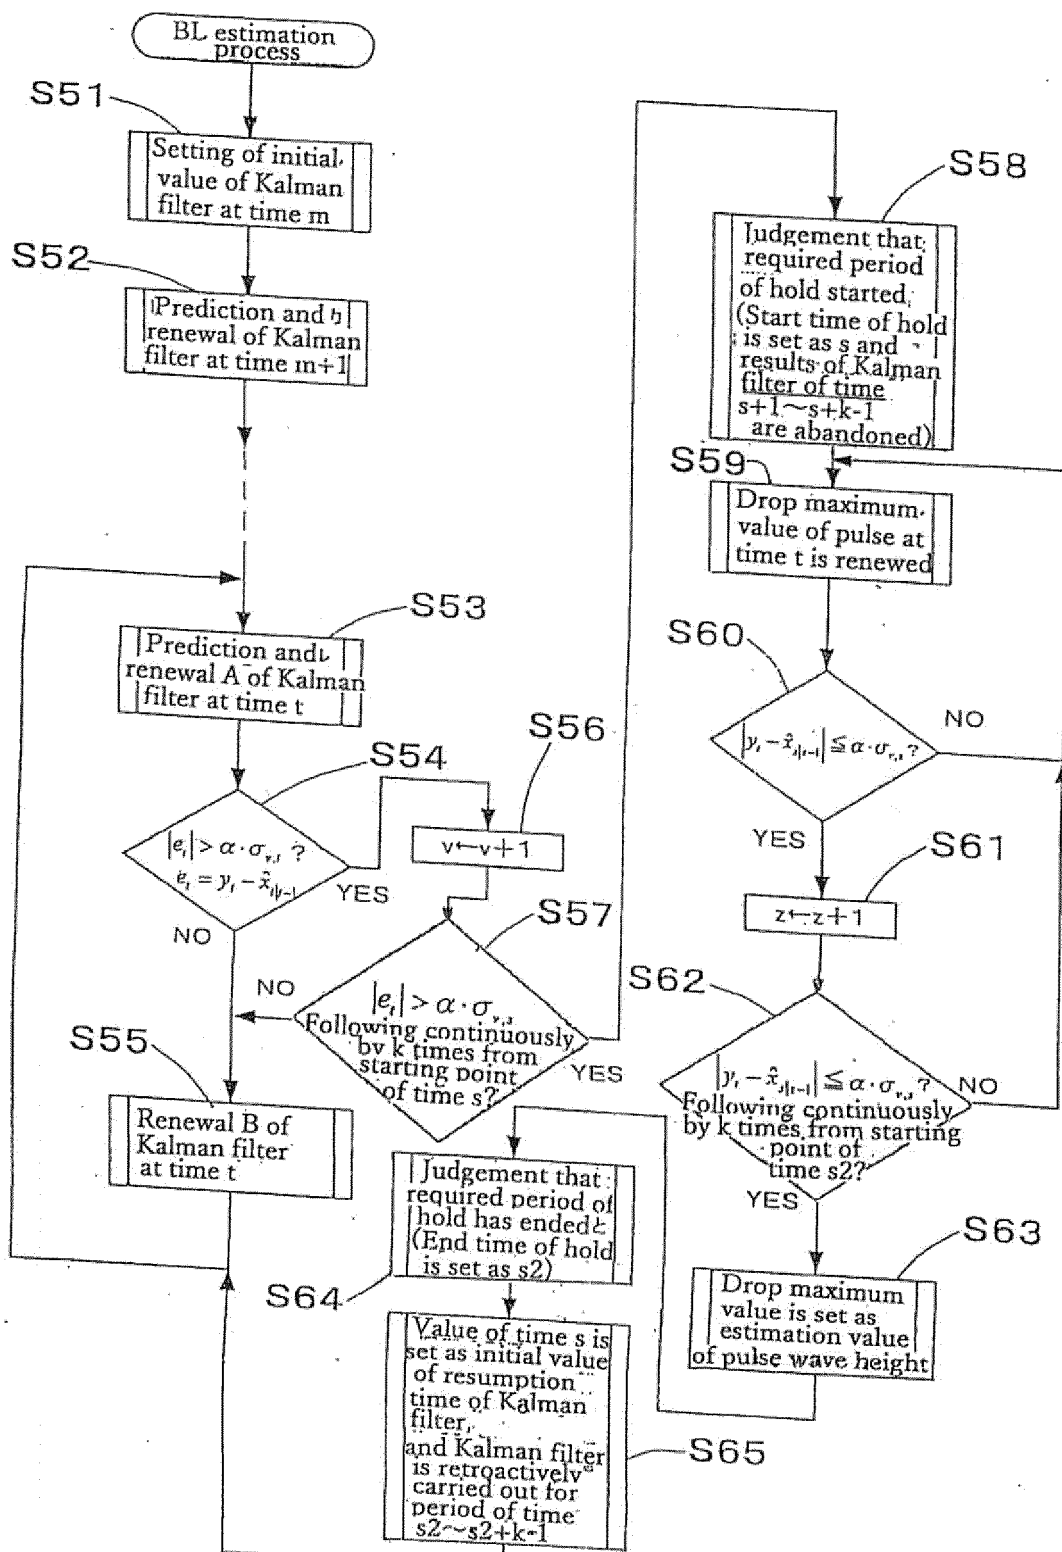 BL estimation
process
S51
Setting of initial
value of Kalman
filter at time m
S52
Prediction and
renewal of Kalman
filter at time m+1
S53
Prediction and
renewal A of Kalman
filter at time t
S54
|e_t| > α·σ_{v,t} ?
e_t = y_t − x̂_{t|t−1}
YES
NO
S55
Renewal B of
Kalman filter
at time t
S56
v←v+1
S57
|e_t| > α·σ_{v,s}
Following continuously
by k times from
starting point
of time s?
NO
YES
S58
Judgement that
required period
of hold started,
(Start time of hold
is set as s and
results of Kalman
filter of time
s+1~s+k-1
are abandoned)
S59
Drop maximum
value of pulse at
time t is renewed
S60
|y_t − x̂_{s|s−1}| ≦ α·σ_{v,s} ?
NO
YES
S61
z←z+1
S62
|y_t − x̂_{s|s−1}| ≦ α·σ_{v,s} ?
Following continuously
by k times from starting
point of
time s2?
NO
YES
S63
Drop maximum
value is set as
estimation value
of pulse wave height
S64
Judgement that
required period of
hold has ended と
(End time of hold
is set as s2)
S65
Value of time s is
set as initial value
of resumption
time of Kalman
filter,
and Kalman filter
is retroactively
carried out for
period of time
s2~s2+k-1